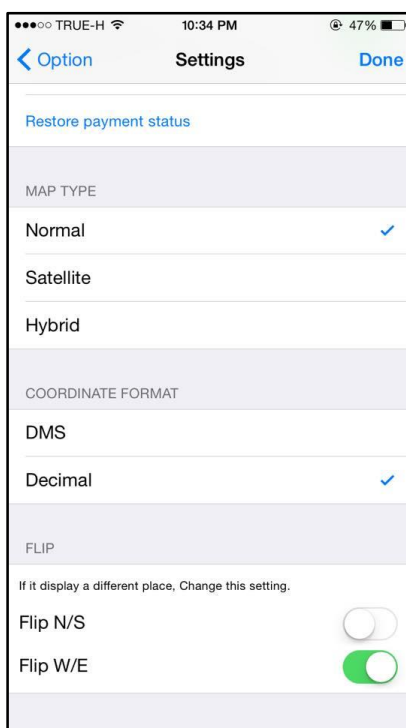 TRUE-H 10:34 PM 47%
Option Settings Done
Restore payment status
MAP TYPE
Normal
Satellite
Hybrid
COORDINATE FORMAT
DMS
Decimal
FLIP
If it display a different place, Change this setting.
Flip N/S
Flip W/E